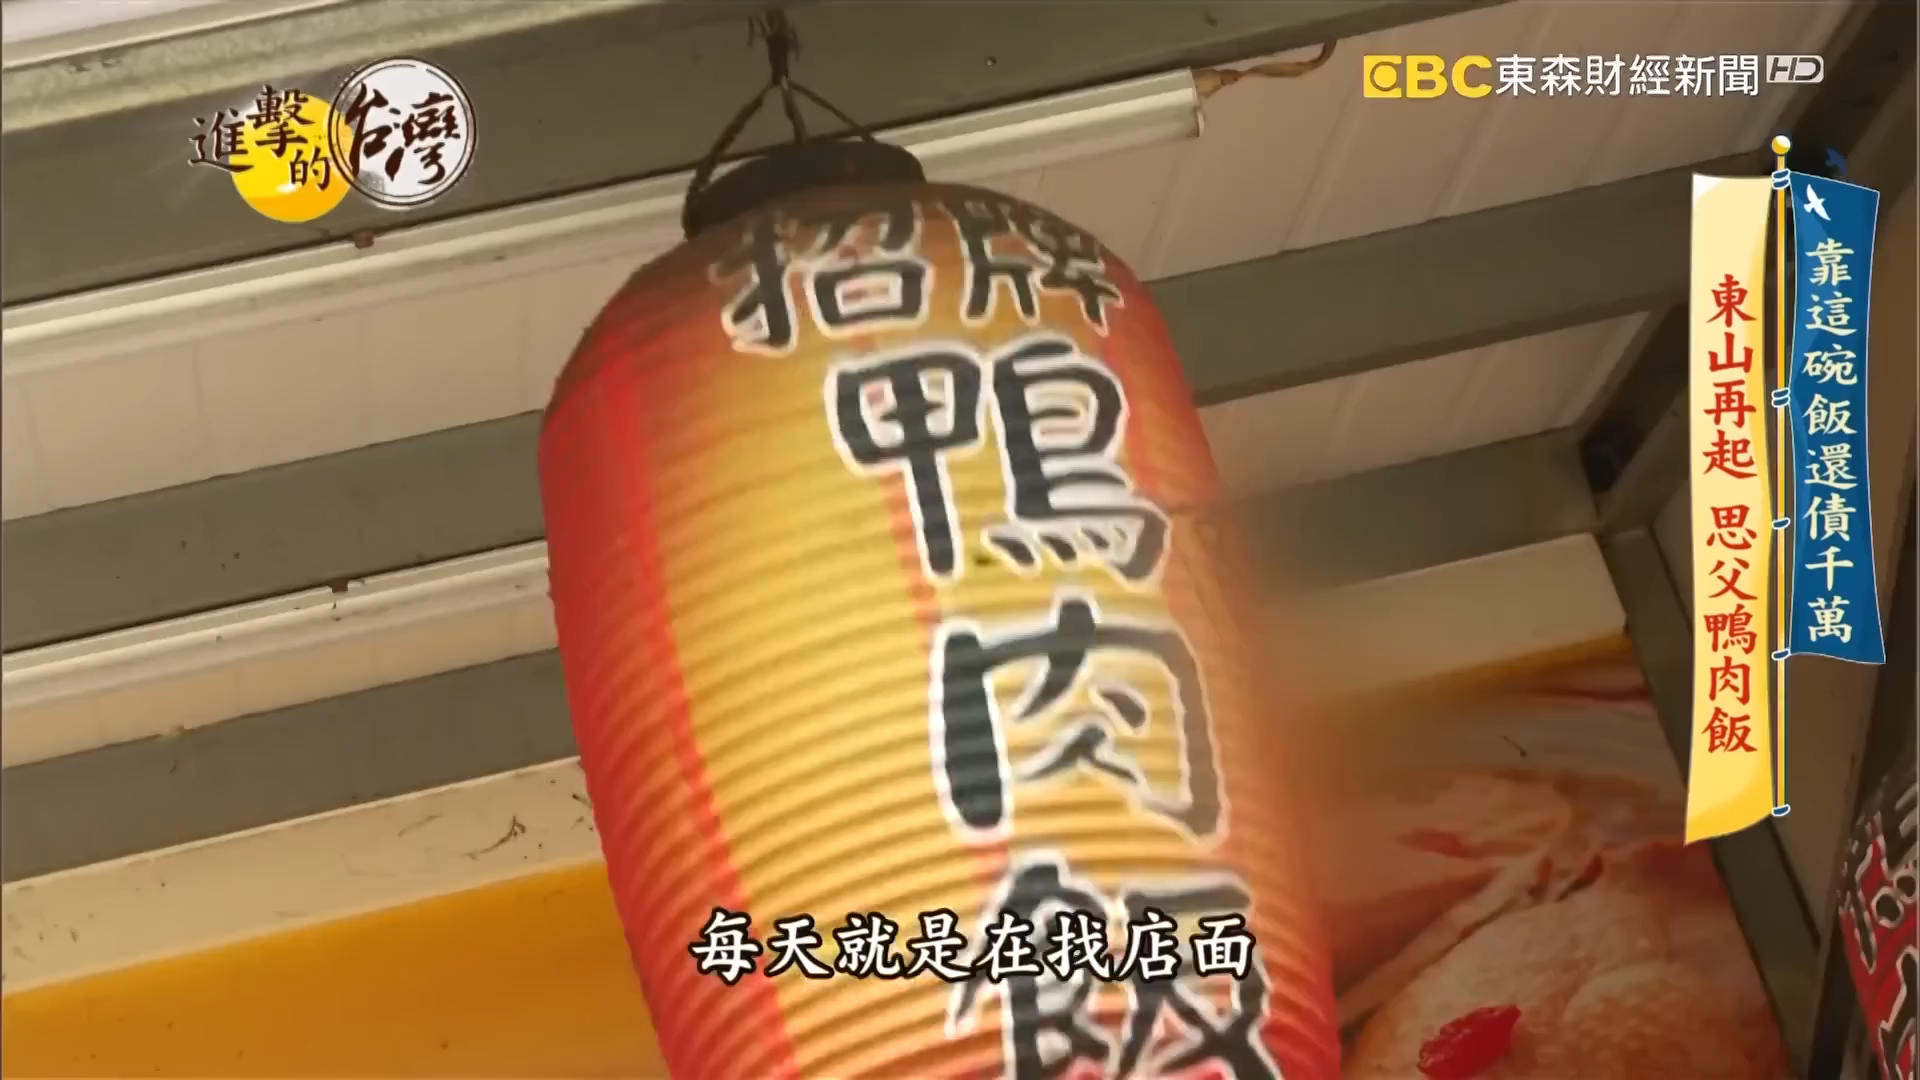 進擊的台灣
EBC東森財經新聞HD
靠這碗飯還債千萬
東山再起 思父鴨肉飯
招牌
鴨肉飯
每天就是在找店面